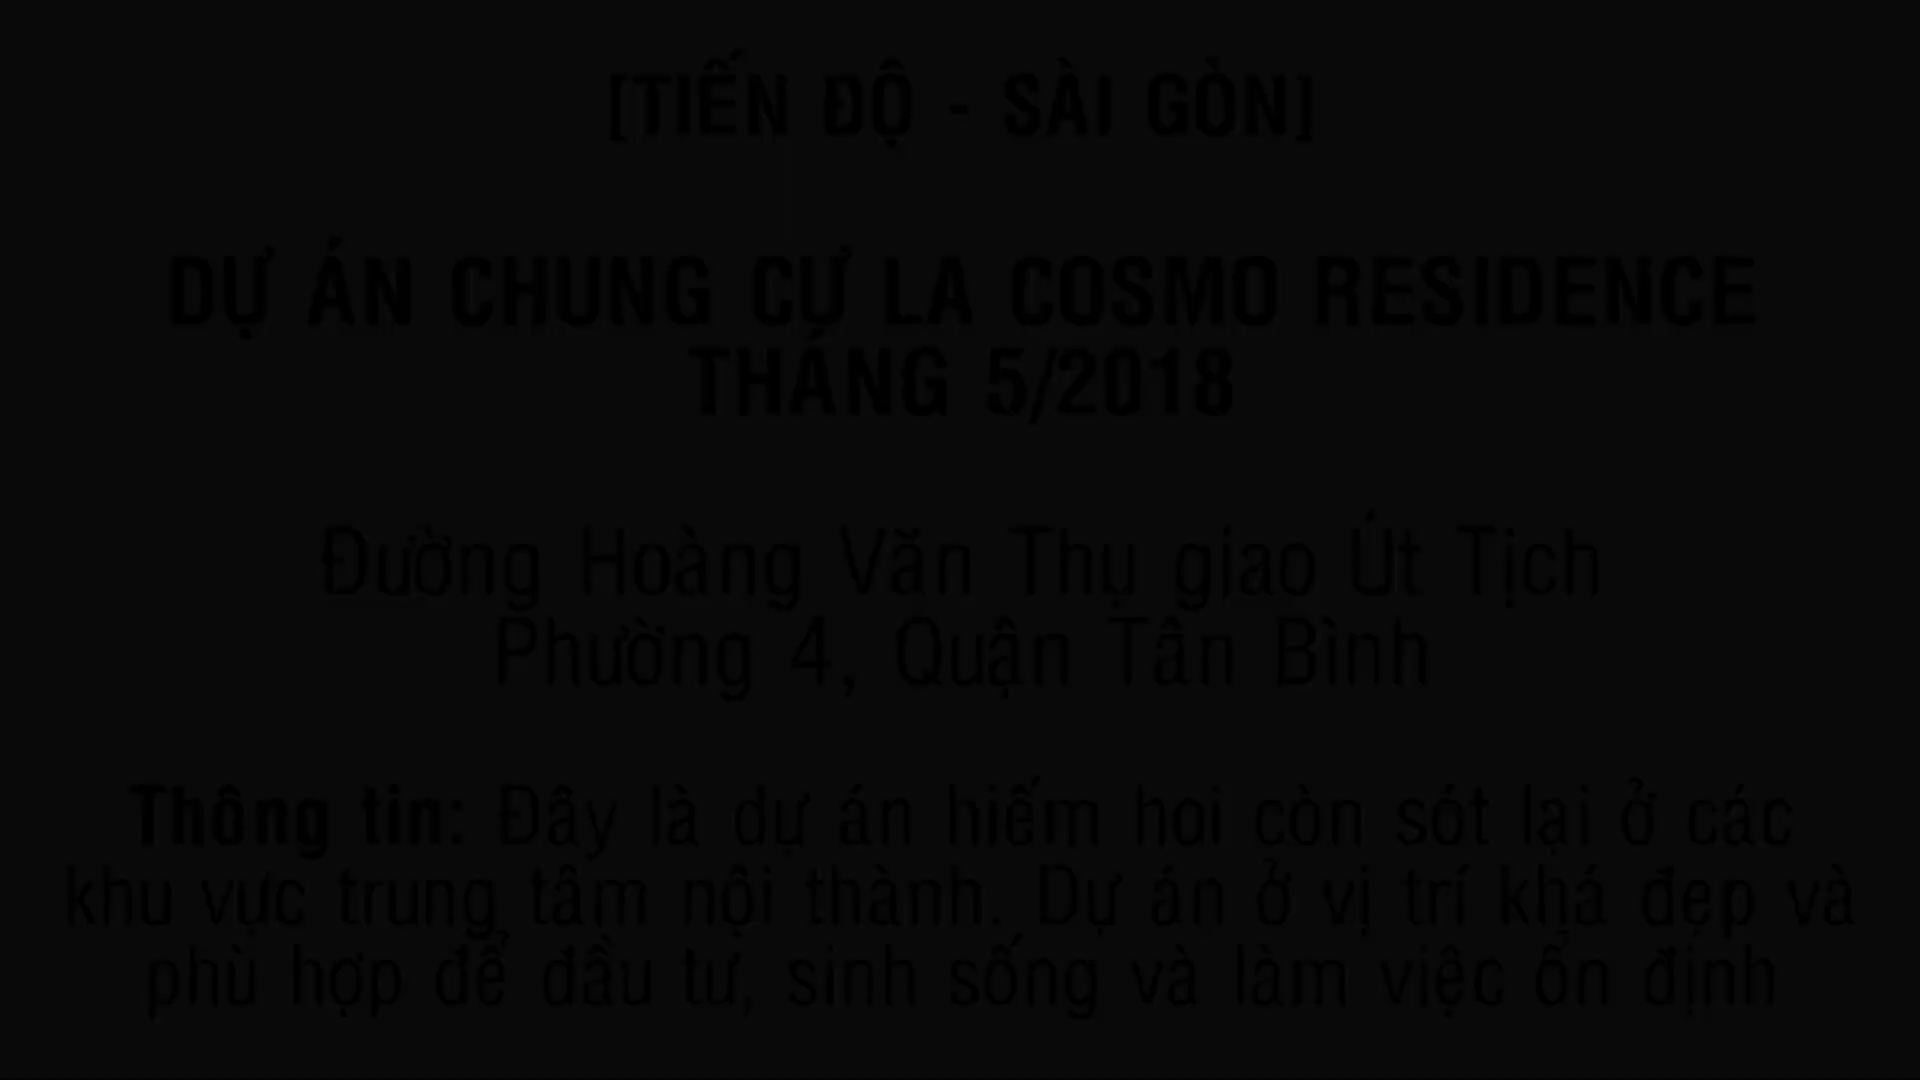 [TIẾN ĐỘ - SÀI GÒN]
DỰ ÁN CHUNG CƯ LA COSMO RESIDENCE
THÁNG 5/2018
Đường Hoàng Văn Thụ giao Út Tịch
Phường 4, Quận Tân Bình
Thông tin: Đây là dự án hiếm hoi còn sót lại ở các
khu vực trung tâm nội thành. Dự án ở vị trí khá đẹp và
phù hợp để đầu tư, sinh sống và làm việc ổn định